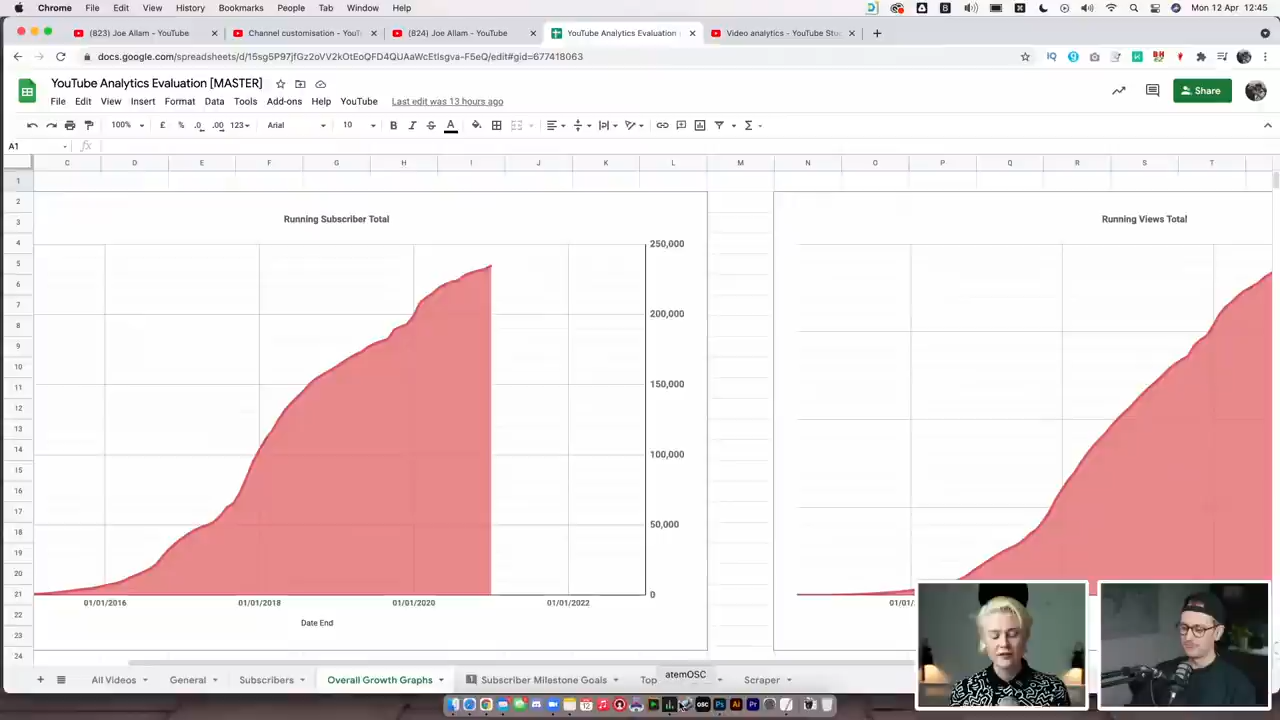 Chrome File Edit View History Bookmarks People Tab Window Help Mon 12 Apr 12:45
(823) Joe Allam - YouTube Channel customisation - YouT (824) Joe Allam - YouTube YouTube Analytics Evaluation Video analytics - YouTube Stu
docs.google.com/spreadsheets/d/15sg5P97jfGz2oVV2kOtEoQFD4QUAaWcEtlsgva-F5eQ/edit#gid=677418063
YouTube Analytics Evaluation [MASTER]
Share
File Edit View Insert Format Data Tools Add-ons Help YouTube Last edit was 13 hours ago
100% £ % .0 .00 123 Arial 10 B I S A
A1 fx
C D E F G H I J K L M N O P Q R S T
1
2
3
4
5
6
7
8
9
10
11
12
13
14
15
16
17
18
19
20
21
22
23
24
Running Subscriber Total
250,000
200,000
150,000
100,000
50,000
0
01/01/2016 01/01/2018 01/01/2020 01/01/2022
Date End
Running Views Total
01/01/
atemOSC
All Videos General Subscribers Overall Growth Graphs Subscriber Milestone Goals Top Scraper